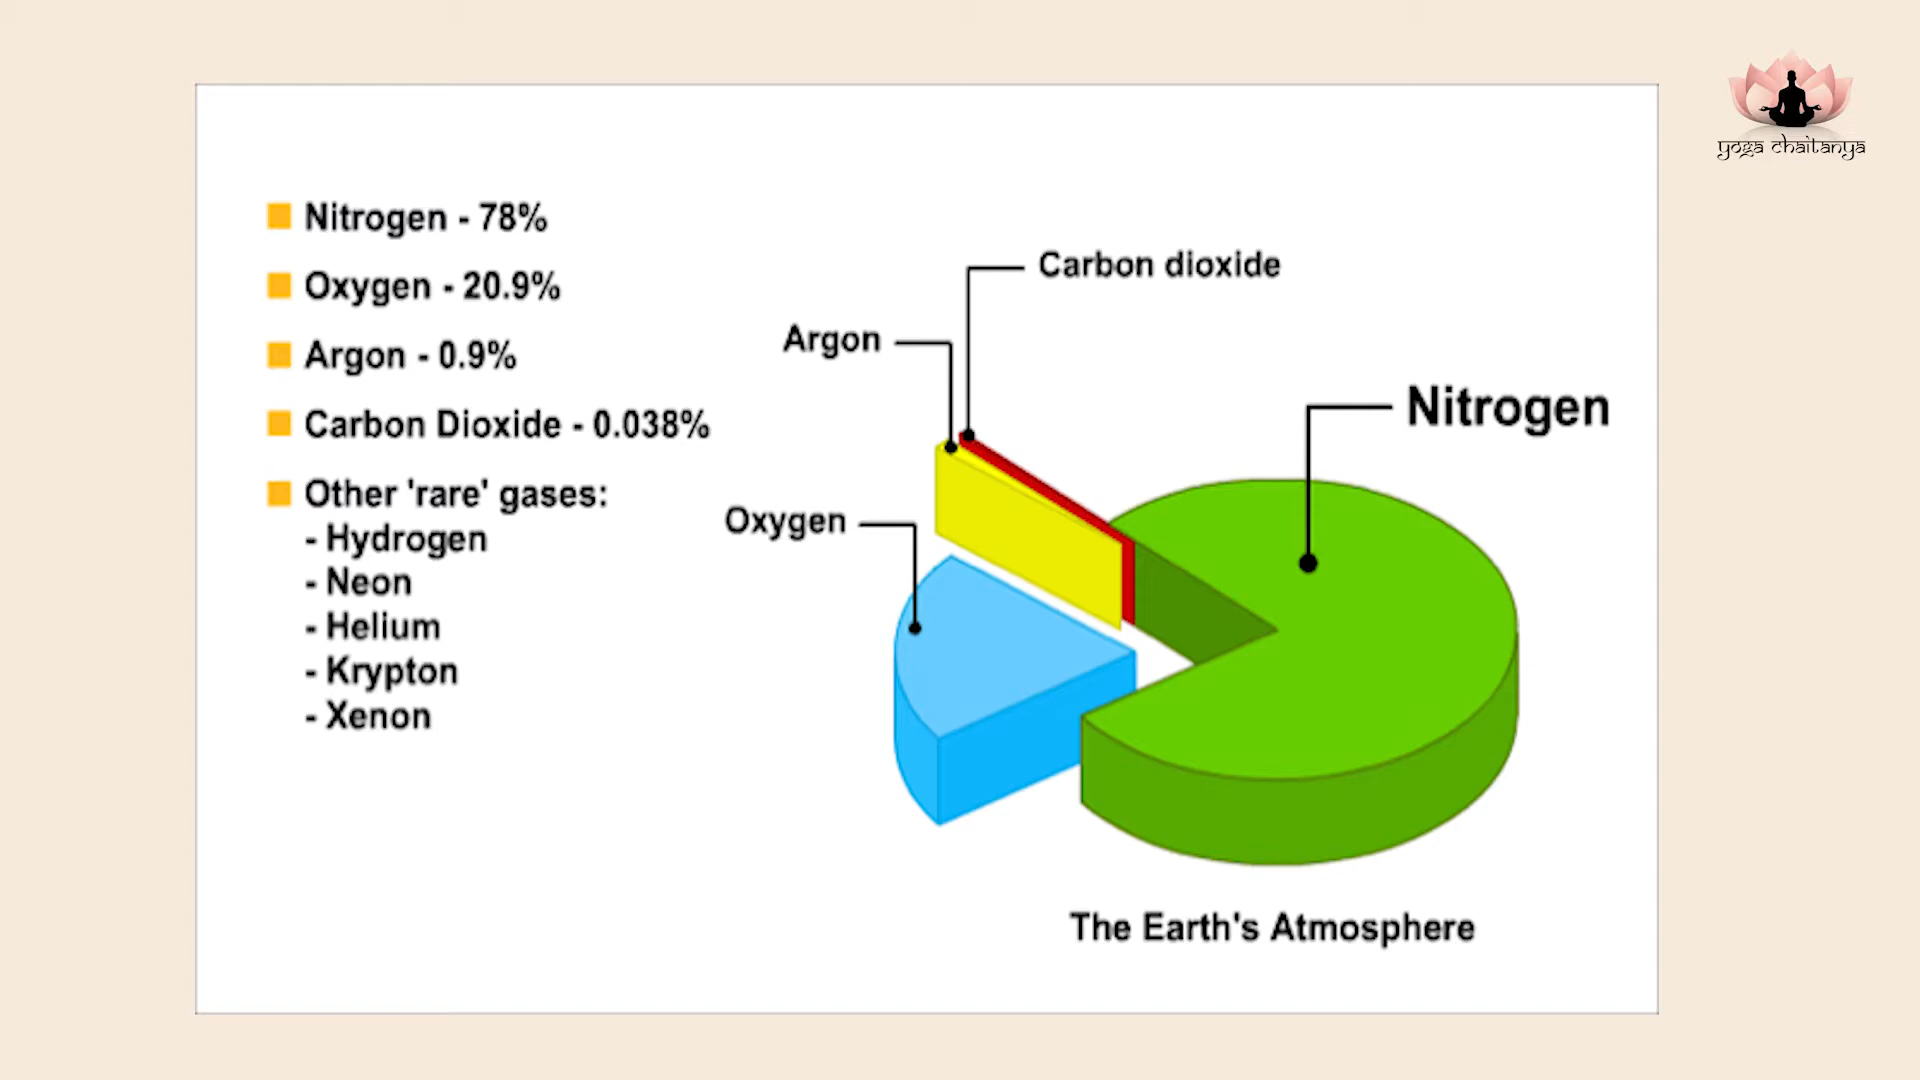 yoga chaitanya
Nitrogen - 78%
Oxygen - 20.9%
Argon - 0.9%
Carbon Dioxide - 0.038%
Other 'rare' gases:
- Hydrogen
- Neon
- Helium
- Krypton
- Xenon
Carbon dioxide
Argon
Nitrogen
Oxygen
The Earth's Atmosphere